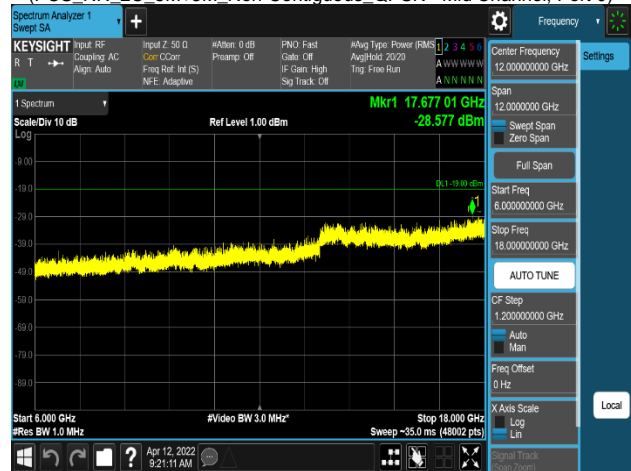 Spectrum Analyzer 1
Swept SA
+
Frequency
KEYSIGHT
R T
LW
Input: RF
Coupling: AC
Align: Auto
Input Z: 50 Ω
Corr CCorr
Freq Ref: Int (S)
NFE: Adaptive
#Atten: 0 dB
Preamp: Off
PNO: Fast
Gate: Off
IF Gain: High
Sig Track: Off
#Avg Type: Power (RMS
Avg|Hold: 20/20
Trig: Free Run
1 2 3 4 5 6
A W W W W W
A N N N N N
1 Spectrum
Scale/Div 10 dB
Log
Ref Level 1.00 dBm
Mkr1 17.677 01 GHz
-28.577 dBm
-9.00
-19.0
-29.0
-39.0
-49.0
-59.0
-69.0
-79.0
-89.0
DL1 -19.00 dBm
1
Start 6.000 GHz
#Res BW 1.0 MHz
#Video BW 3.0 MHz*
Stop 18.000 GHz
Sweep ~35.0 ms (48002 pts)
Center Frequency
12.000000000 GHz
Span
12.0000000 GHz
Swept Span
Zero Span
Full Span
Start Freq
6.000000000 GHz
Stop Freq
18.000000000 GHz
AUTO TUNE
CF Step
1.200000000 GHz
Auto
Man
Freq Offset
0 Hz
X Axis Scale
Log
Lin
Signal Track
(Span Zoom)
Settings
Local
?
Apr 12, 2022
9:21:11 AM